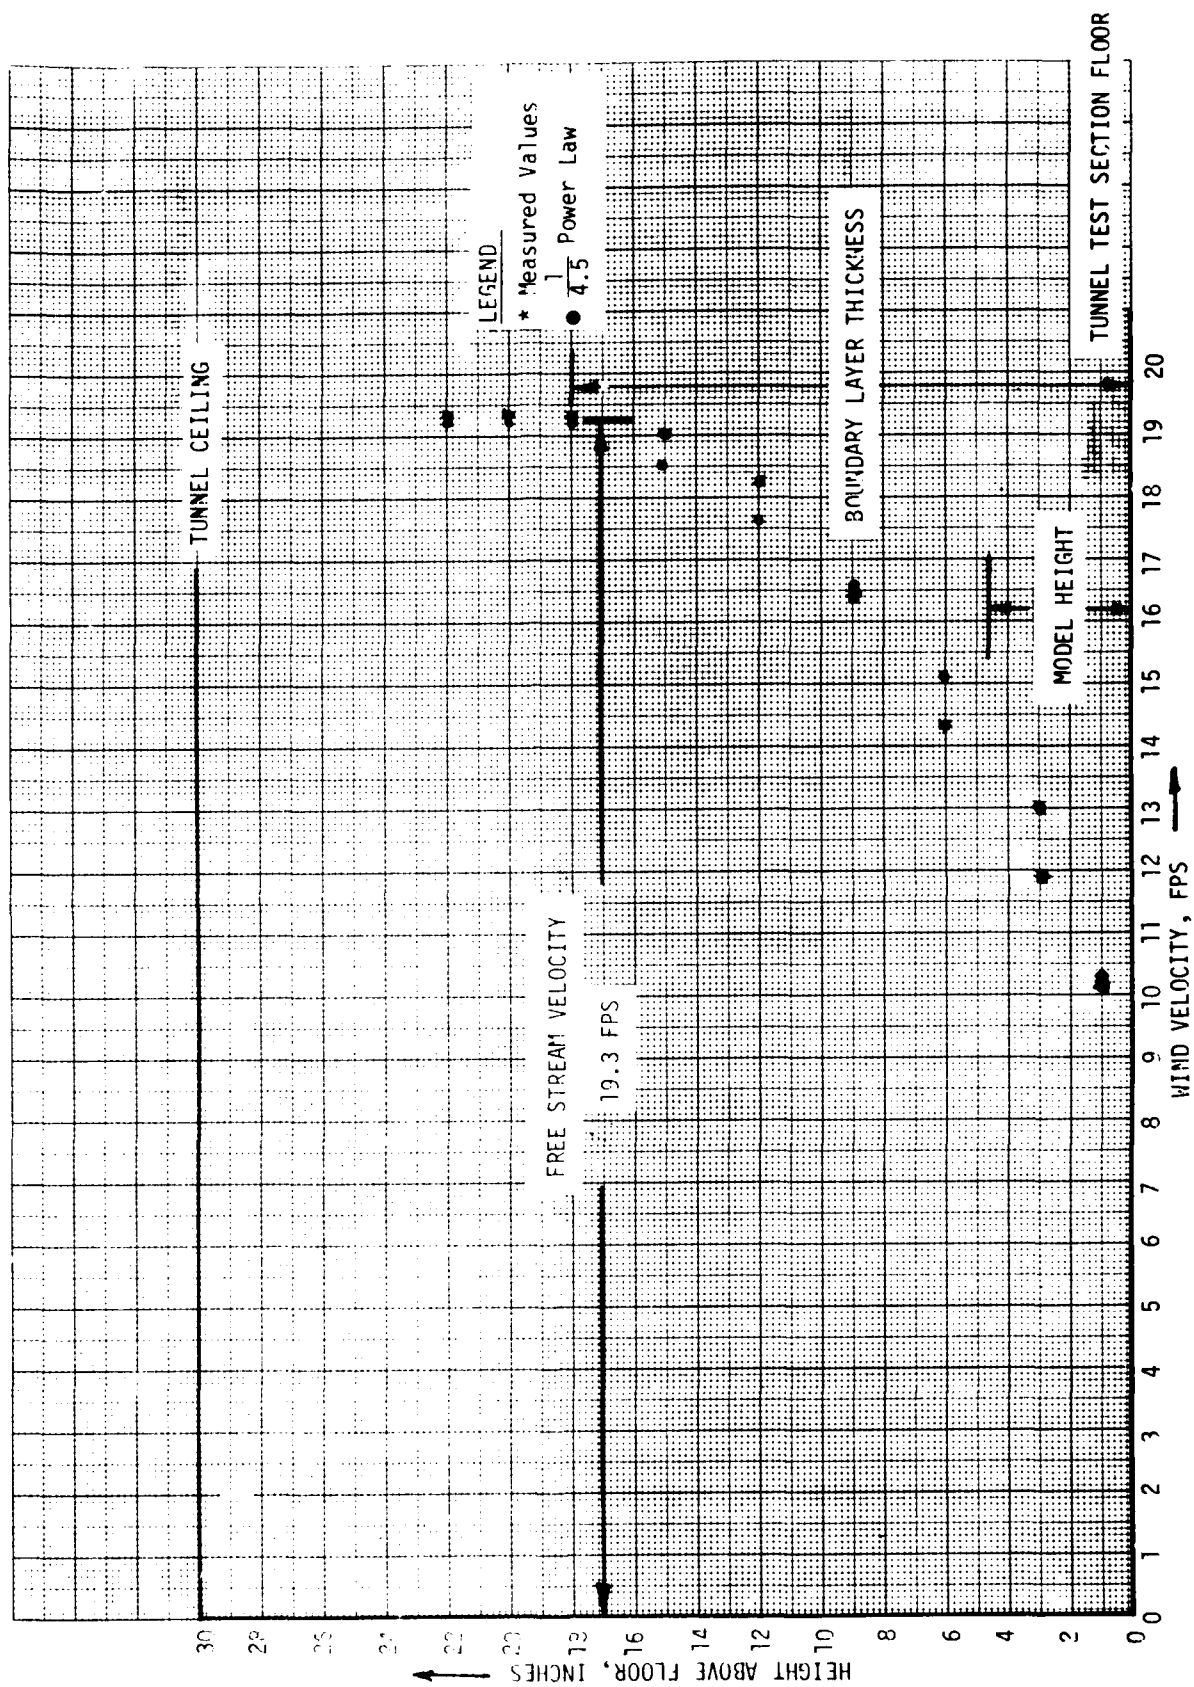 TUNNEL CEILING
LEGEND
* Measured Values
● 1/4.5 Power Law
FREE STREAM VELOCITY
19.3 FPS
BOUNDARY LAYER THICKNESS
MODEL HEIGHT
TUNNEL TEST SECTION FLOOR
HEIGHT ABOVE FLOOR, INCHES
30
20
16
14
12
10
8
6
4
2
0
0 1 2 3 4 5 6 7 8 9 10 11 12 13 14 15 16 17 18 19 20
WIND VELOCITY, FPS